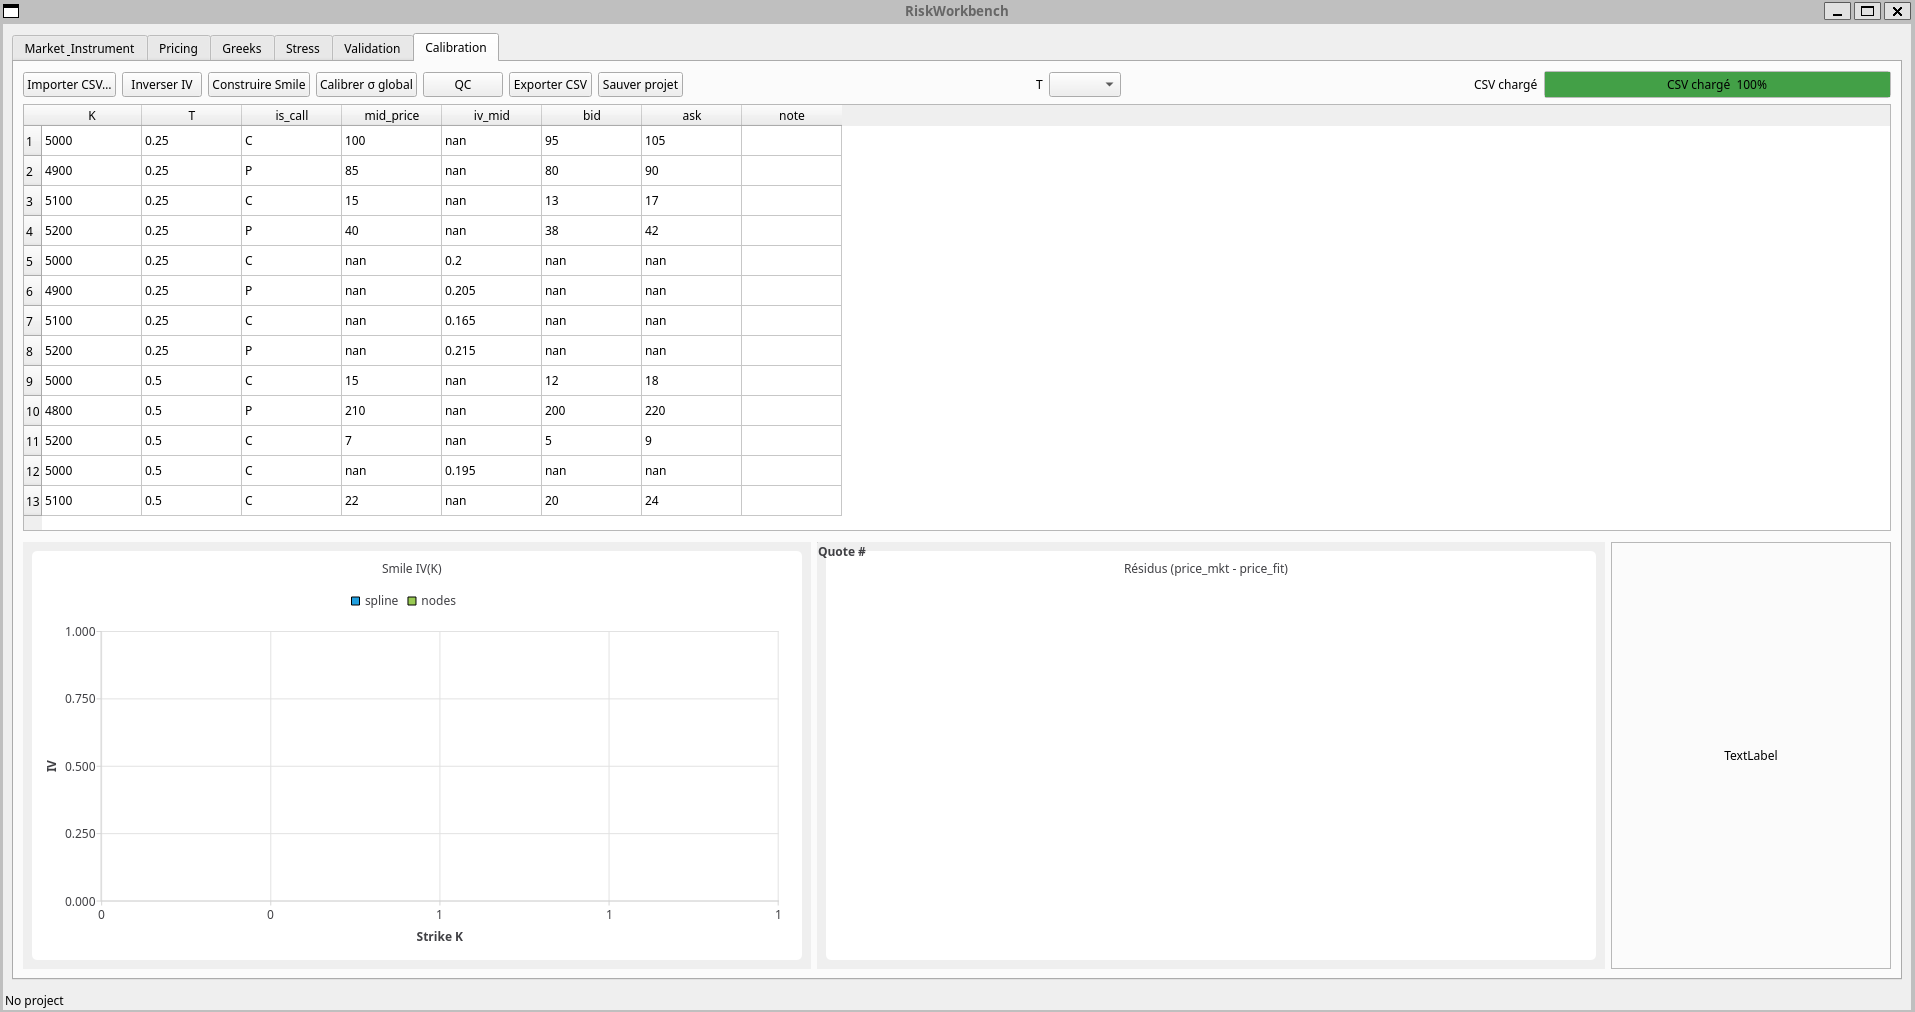 RiskWorkbench
Market_Instrument Pricing Greeks Stress Validation Calibration
Importer CSV... Inverser IV Construire Smile Calibrer σ global QC Exporter CSV Sauver projet T CSV chargé CSV chargé 100%
K T is_call mid_price iv_mid bid ask note
1 5000 0.25 C 100 nan 95 105
2 4900 0.25 P 85 nan 80 90
3 5100 0.25 C 15 nan 13 17
4 5200 0.25 P 40 nan 38 42
5 5000 0.25 C nan 0.2 nan nan
6 4900 0.25 P nan 0.205 nan nan
7 5100 0.25 C nan 0.165 nan nan
8 5200 0.25 P nan 0.215 nan nan
9 5000 0.5 C 15 nan 12 18
10 4800 0.5 P 210 nan 200 220
11 5200 0.5 C 7 nan 5 9
12 5000 0.5 C nan 0.195 nan nan
13 5100 0.5 C 22 nan 20 24
Smile IV(K)
spline nodes
1.000
0.750
IV
0.500
0.250
0.000
0 0 1 1 1
Strike K
Quote #
Résidus (price_mkt - price_fit)
TextLabel
No project